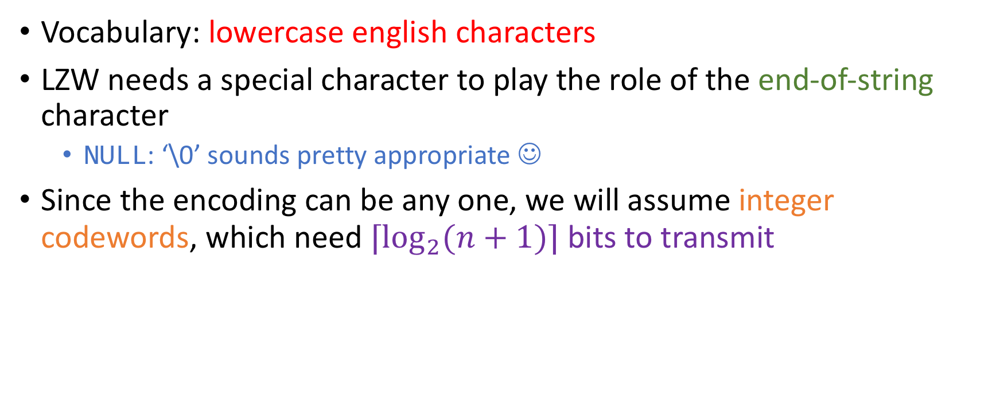 • Vocabulary: lowercase english characters
• LZW needs a special character to play the role of the end-of-string
character
• NULL: ‘\0’ sounds pretty appropriate ☺
• Since the encoding can be any one, we will assume integer
codewords, which need ⌈log₂(n + 1)⌉ bits to transmit